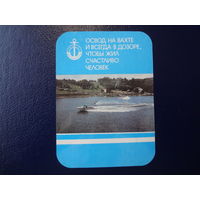 ОСВОД НА ВАХТЕ
И ВСЕГДА В ДОЗОРЕ,
ЧТОБЫ ЖИЛ
СЧАСТЛИВО
ЧЕЛОВЕК